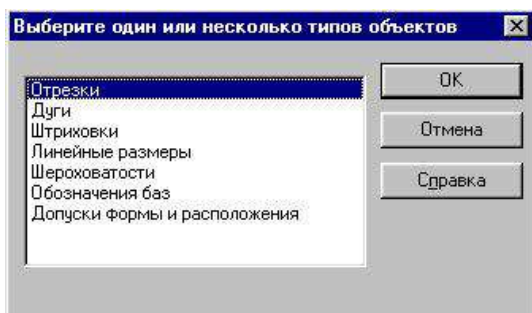 Выберите один или несколько типов объектов
Отрезки
Дуги
Штриховки
Линейные размеры
Шероховатости
Обозначения баз
Допуски формы и расположения
OK
Отмена
Справка